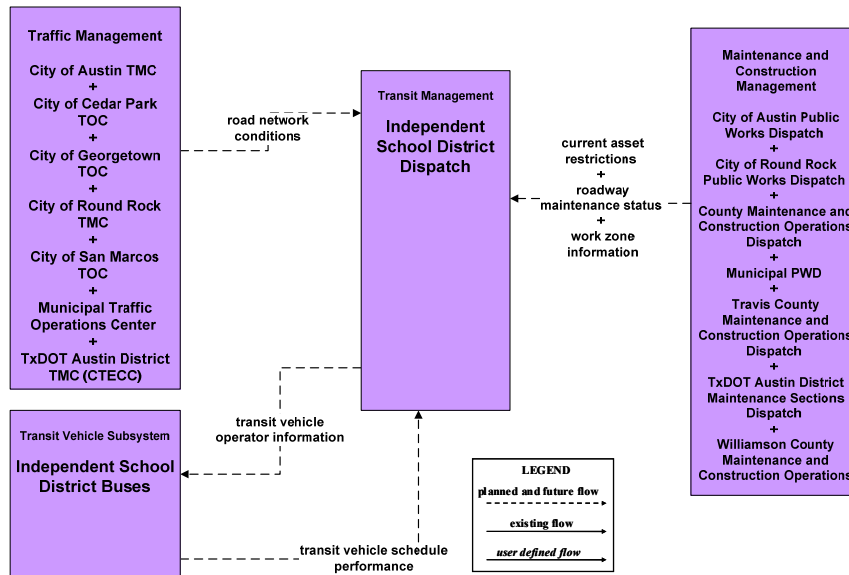 Traffic Management
City of Austin TMC
+
City of Cedar Park
TOC
+
City of Georgetown
TOC
+
City of Round Rock
TMC
+
City of San Marcos
TOC
+
Municipal Traffic
Operations Center
+
TxDOT Austin District
TMC (CTECC)
road network
conditions
Transit Management
Independent
School District
Dispatch
current asset
restrictions
+
roadway
maintenance status
+
work zone
information
Maintenance and
Construction
Management
City of Austin Public
Works Dispatch
+
City of Round Rock
Public Works Dispatch
+
County Maintenance and
Construction Operations
Dispatch
+
Municipal PWD
+
Travis County
Maintenance and
Construction Operations
Dispatch
+
TxDOT Austin District
Maintenance Sections
Dispatch
+
Williamson County
Maintenance and
Construction Operations
Transit Vehicle Subsystem
Independent School
District Buses
transit vehicle
operator information
transit vehicle schedule
performance
LEGEND
planned and future flow
existing flow
user defined flow